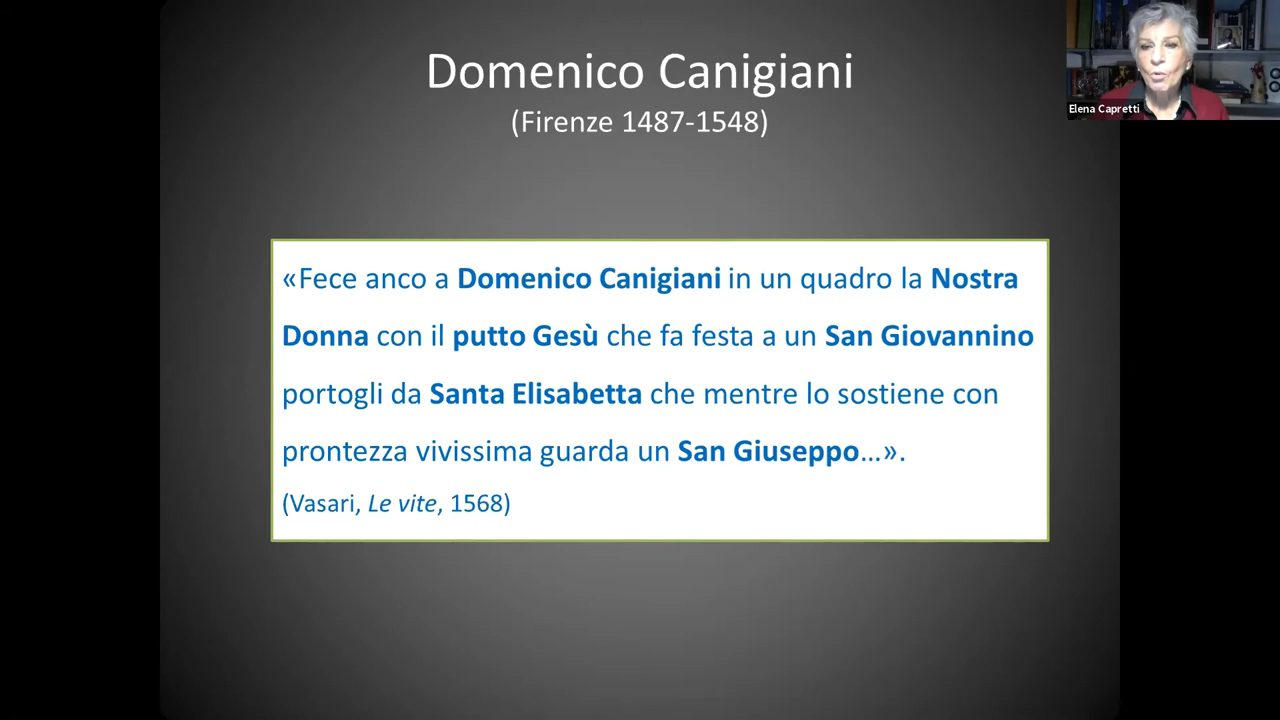 Domenico Canigiani
(Firenze 1487-1548)
Elena Capretti
«Fece anco a Domenico Canigiani in un quadro la Nostra
Donna con il putto Gesù che fa festa a un San Giovannino
portogli da Santa Elisabetta che mentre lo sostiene con
prontezza vivissima guarda un San Giuseppo...».
(Vasari, Le vite, 1568)